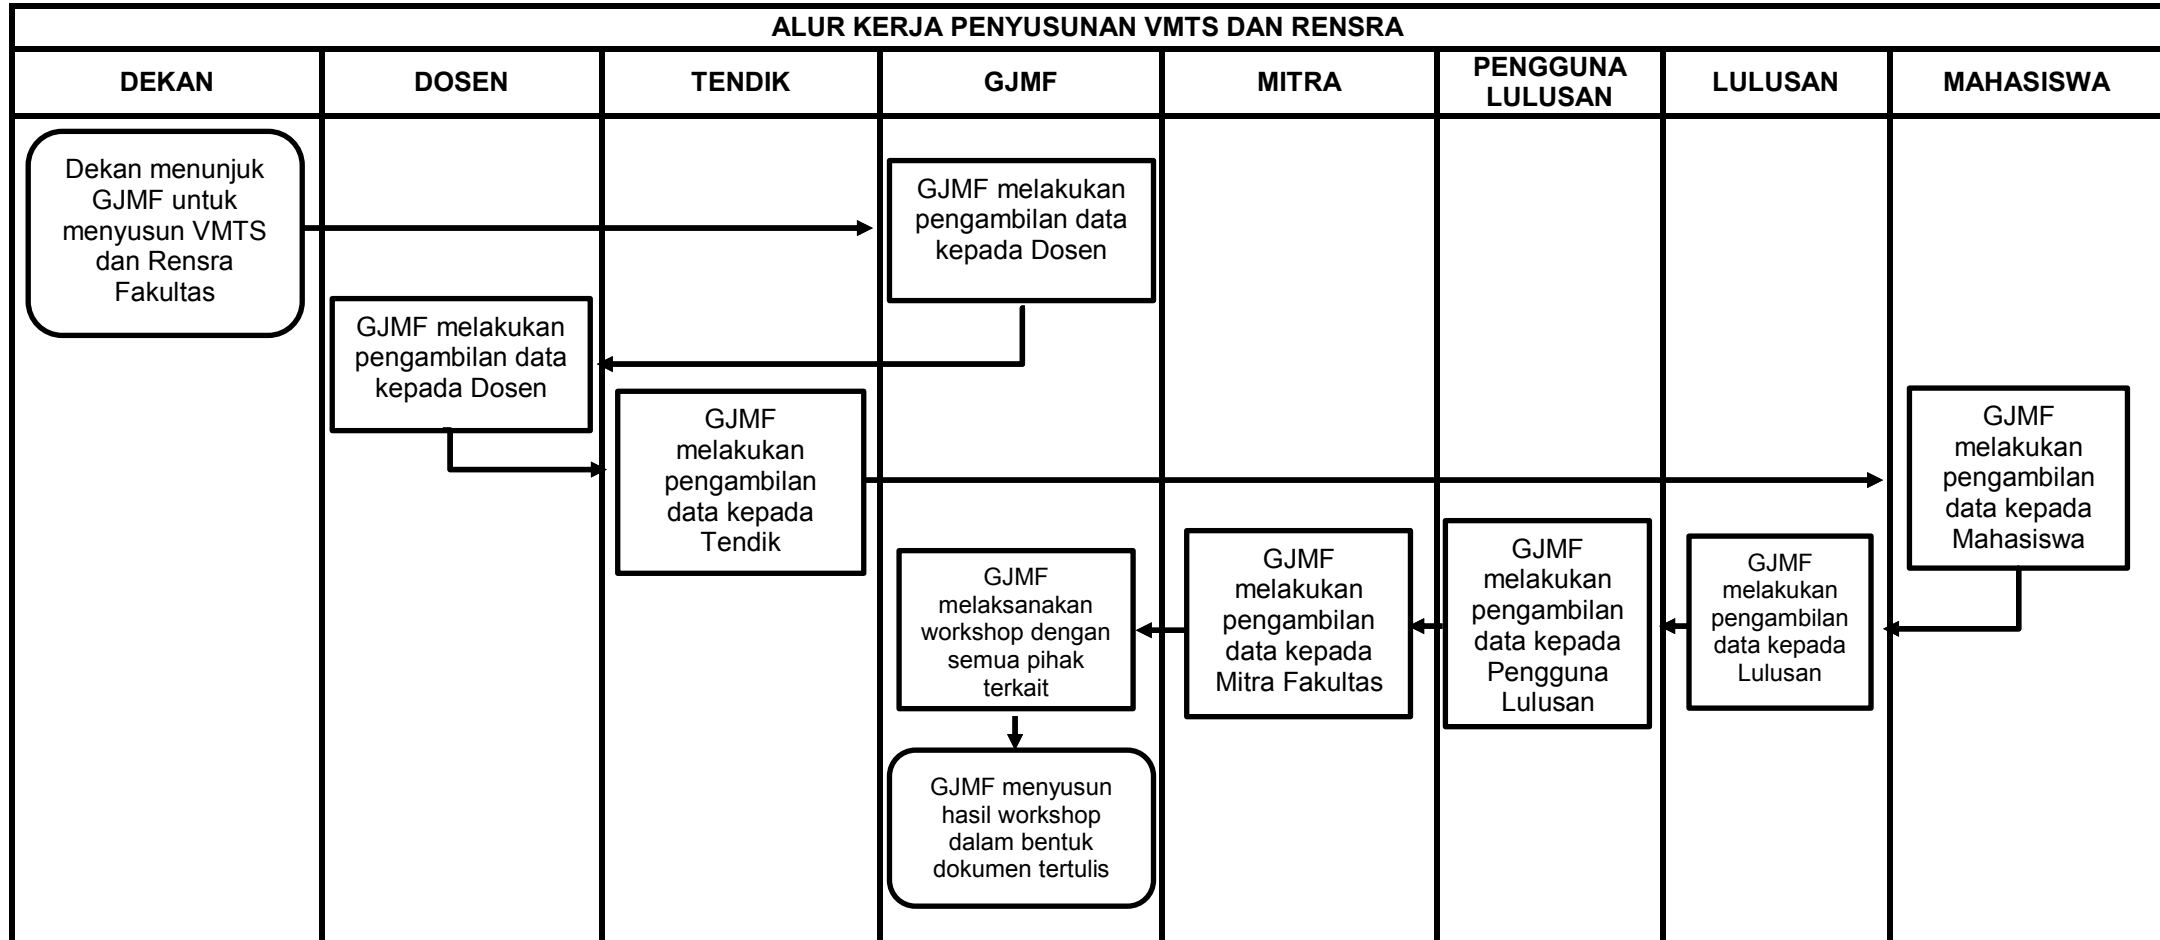 ALUR KERJA PENYUSUNAN VMTS DAN RENSRA
DEKAN
DOSEN
TENDIK
GJMF
MITRA
PENGGUNA
LULUSAN
LULUSAN
MAHASISWA
Dekan menunjuk
GJMF untuk
menyusun VMTS
dan Rensra
Fakultas
GJMF melakukan
pengambilan data
kepada Dosen
GJMF melakukan
pengambilan data
kepada Dosen
GJMF
melakukan
pengambilan
data kepada
Tendik
GJMF
melakukan
pengambilan
data kepada
Mahasiswa
GJMF
melakukan
pengambilan
data kepada
Lulusan
GJMF
melakukan
pengambilan
data kepada
Pengguna
Lulusan
GJMF
melakukan
pengambilan
data kepada
Mitra Fakultas
GJMF
melaksanakan
workshop dengan
semua pihak
terkait
GJMF menyusun
hasil workshop
dalam bentuk
dokumen tertulis